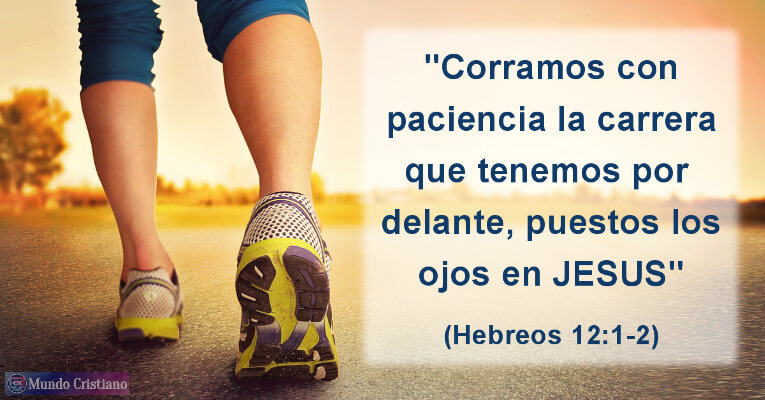 "Corramos con
paciencia la carrera
que tenemos por
delante, puestos los
ojos en JESUS"
(Hebreos 12:1-2)
Mundo Cristiano